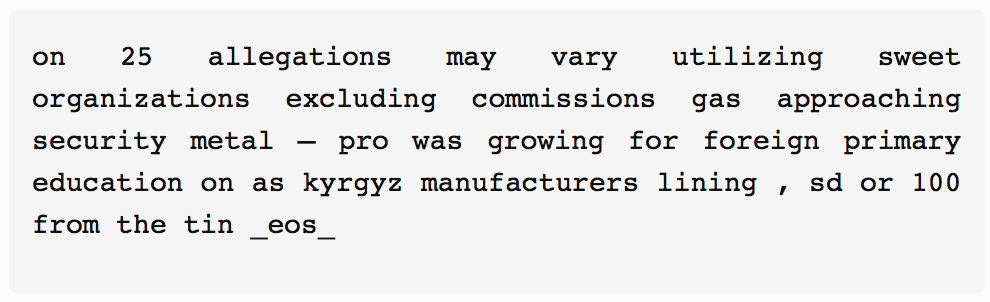 on 25 allegations may vary utilizing sweet
organizations excluding commissions gas approaching
security metal — pro was growing for foreign primary
education on as kyrgyz manufacturers lining , sd or 100
from the tin _eos_